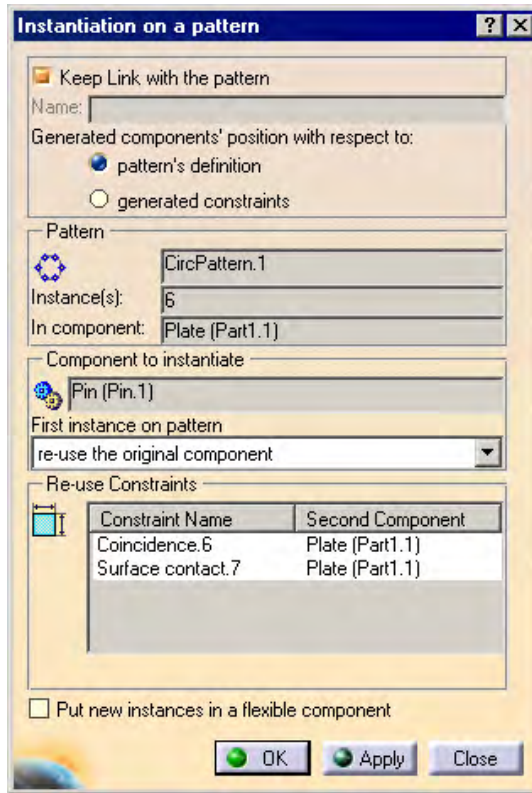 Instantiation on a pattern
Keep Link with the pattern
Name:
Generated components' position with respect to:
pattern's definition
generated constraints
Pattern
CircPattern.1
Instance(s): 6
In component: Plate (Part1.1)
Component to instantiate
Pin (Pin.1)
First instance on pattern
re-use the original component
Re-use Constraints
Constraint Name Second Component
Coincidence.6 Plate (Part1.1)
Surface contact.7 Plate (Part1.1)
Put new instances in a flexible component
OK Apply Close